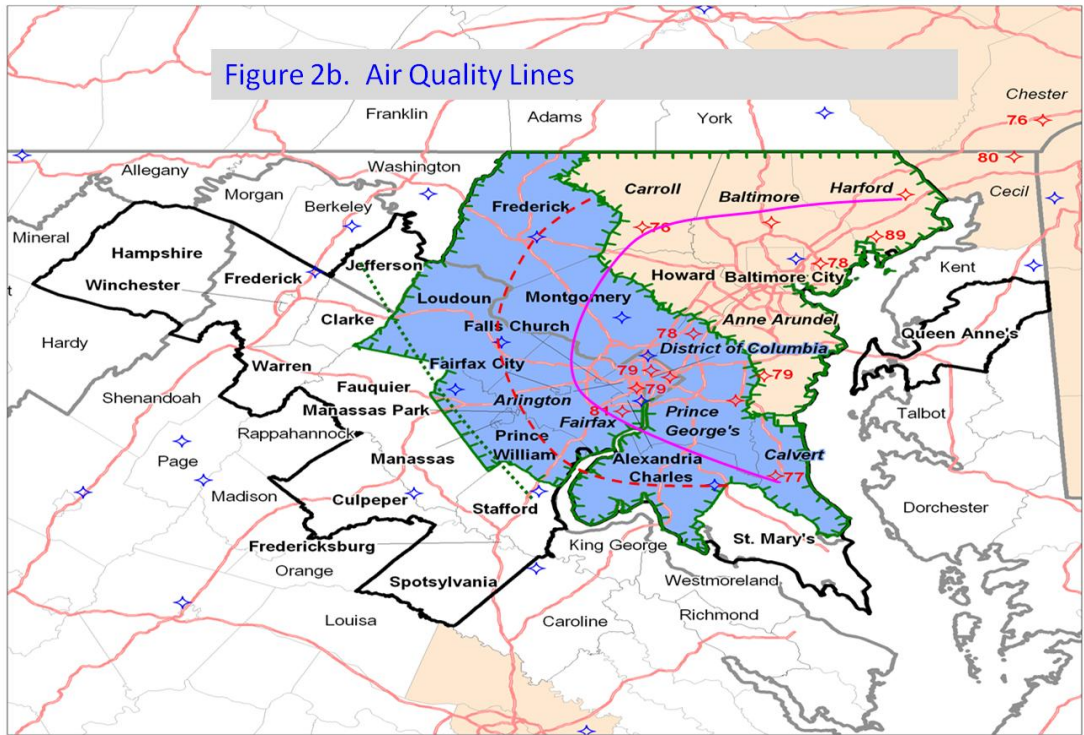 Figure 2b. Air Quality Lines
Chester
76
Franklin
Adams
York
80
Allegany
Washington
Cecil
Morgan
Carroll
Baltimore
Harford
Berkeley
Frederick
Mineral
76
89
Hampshire
Jefferson
78
Kent
Winchester
Frederick
Howard
Baltimore City
t
Loudoun
Montgomery
Clarke
Falls Church
Anne Arundel
Queen Anne's
Hardy
78
District of Columbia
Warren
Fairfax City
79
79
Shenandoah
Fauquier
79
Manassas Park
Arlington
81
Fairfax
Prince
George's
Talbot
Rappahannock
Prince
William
Page
Manassas
Alexandria
Calvert
Madison
Charles
77
Culpeper
Stafford
Dorchester
Fredericksburg
King George
St. Mary's
Orange
Spotsylvania
Westmoreland
Louisa
Caroline
Richmond